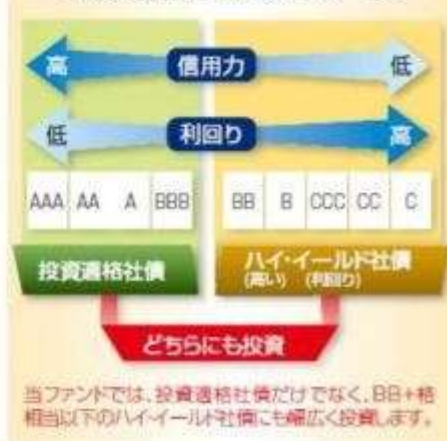 高 信用力 低
低 利回り 高
AAA AA A BBB BB B CCC CC C
投資適格社債 ハイ・イールド社債
(高い) (利回り)
どちらにも投資
当ファンドでは、投資適格社債だけでなく、BB+格
相当以下のハイ・イールド社債にも幅広く投資します。